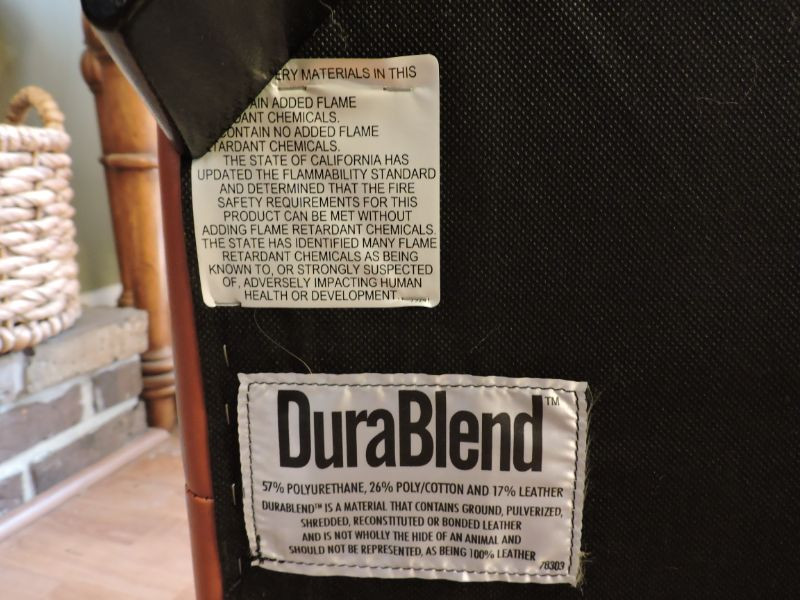 MATERIALS IN THIS
ADDED FLAME
CHEMICALS.
CONTAIN NO ADDED FLAME
CHEMICALS.
THE STATE OF CALIFORNIA HAS
UPDATED THE FLAMMABILITY STANDARD
AND DETERMINED THAT THE FIRE
SAFETY REQUIREMENTS FOR THIS
PRODUCT CAN BE MET WITHOUT
ADDING FLAME RETARDANT CHEMICALS.
THE STATE HAS IDENTIFIED MANY FLAME
RETARDANT CHEMICALS AS BEING
KNOWN TO, OR STRONGLY SUSPECTED
OF, ADVERSELY IMPACTING HUMAN
HEALTH OR DEVELOPMENT.
DuraBlend™
57% POLYURETHANE, 26% POLY/COTTON AND 17% LEATHER
DURABLEND™ IS A MATERIAL THAT CONTAINS GROUND, PULVERIZED,
SHREDDED, RECONSTITUTED OR BONDED LEATHER
AND IS NOT WHOLLY THE HIDE OF AN ANIMAL AND
SHOULD NOT BE REPRESENTED, AS BEING 100% LEATHER
78303